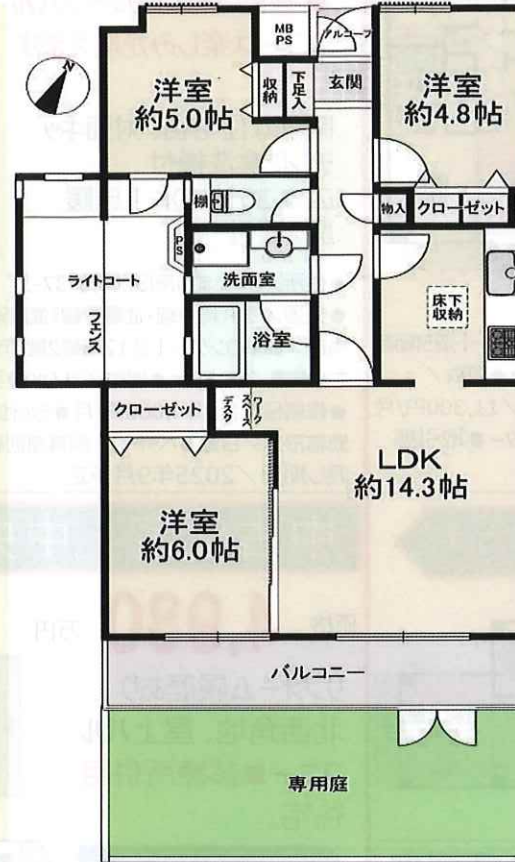 MB
PS
アルコーブ
N
洋室
約5.0帖
収納
下足入
玄関
洋室
約4.8帖
棚
物入
クローゼット
PS
ライトコート
フェンス
洗面室
床下
収納
浴室
クローゼット
ワーク
スペース
デスク
LDK
約14.3帖
洋室
約6.0帖
バルコニー
専用庭